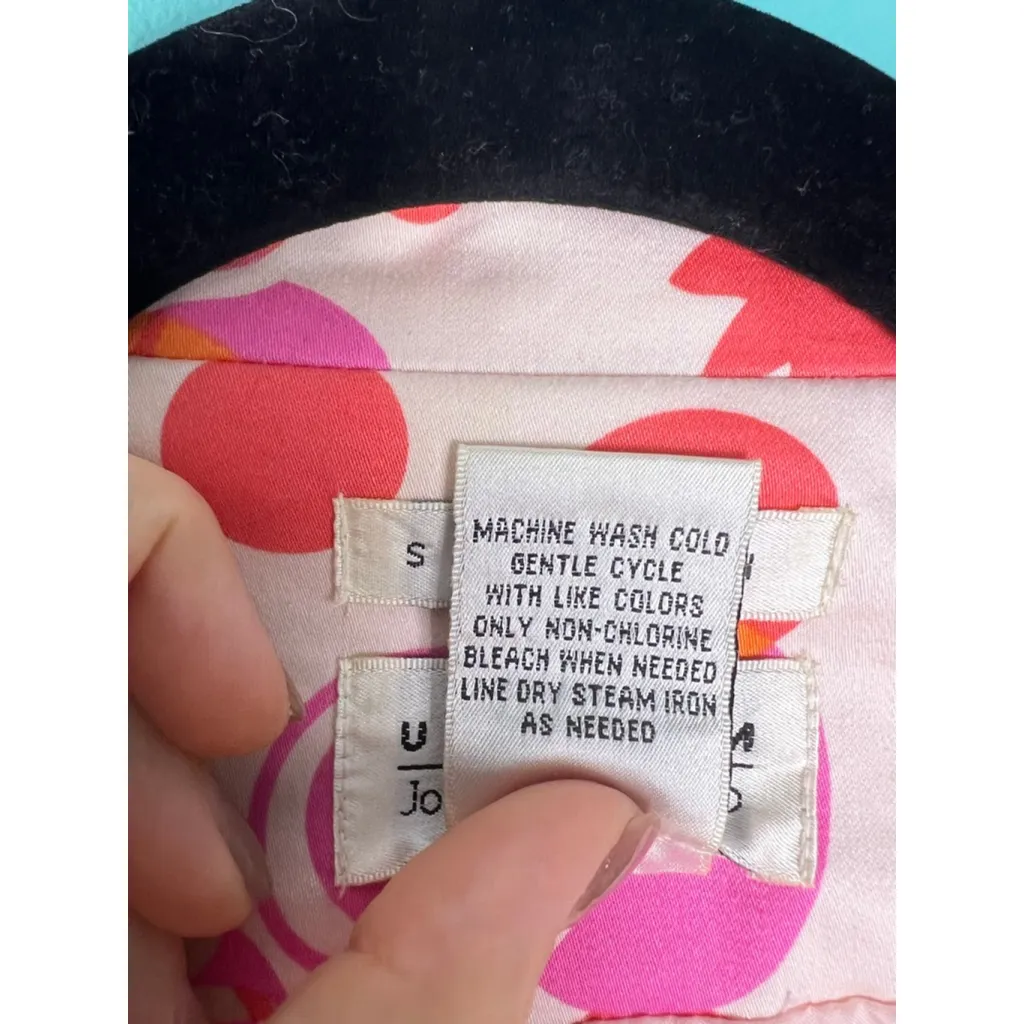 S
MACHINE WASH COLD
GENTLE CYCLE
WITH LIKE COLORS
ONLY NON-CHLORINE
BLEACH WHEN NEEDED
LINE DRY STEAM IRON
AS NEEDED
U
Jo